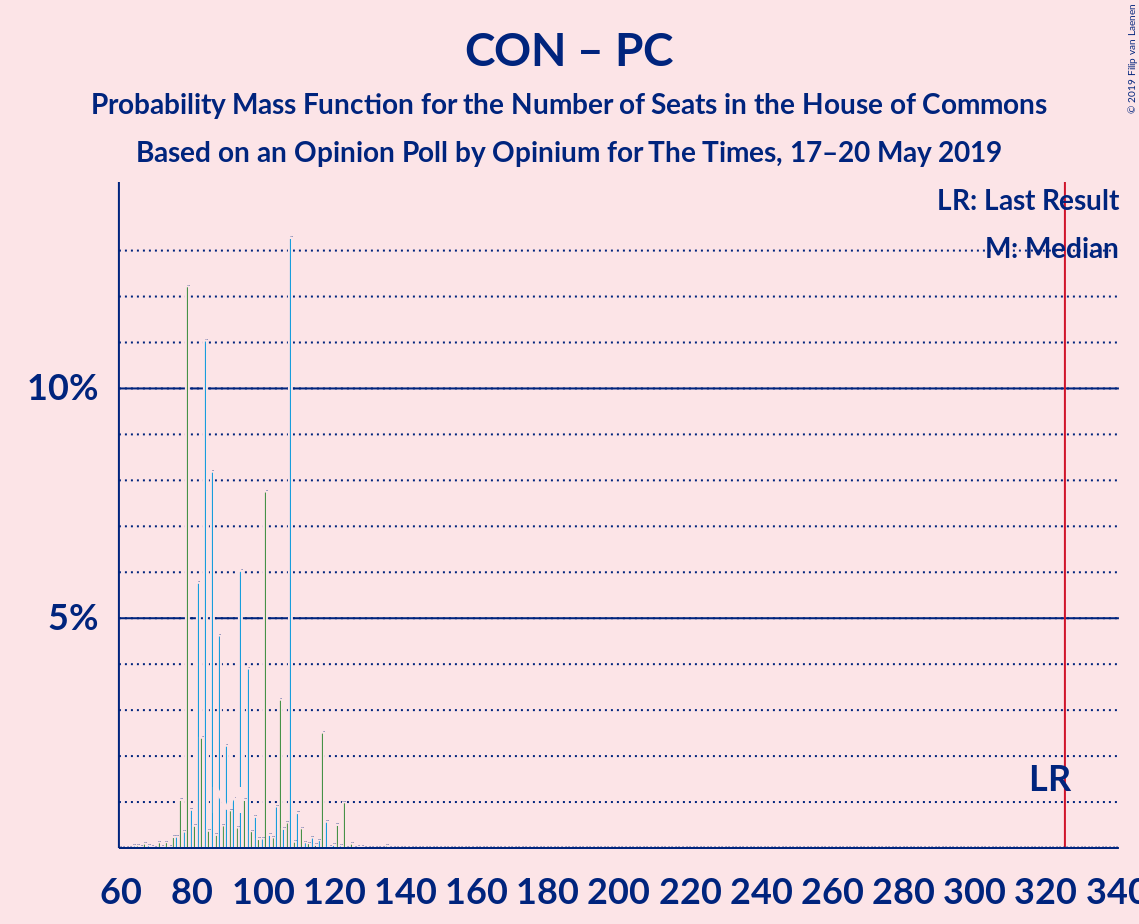 CON – PC
Probability Mass Function for the Number of Seats in the House of Commons
Based on an Opinion Poll by Opinium for The Times, 17–20 May 2019
© 2019 Filip van Laenen
LR: Last Result
M: Median
10%
5%
LR
60 80 100 120 140 160 180 200 220 240 260 280 300 320 340